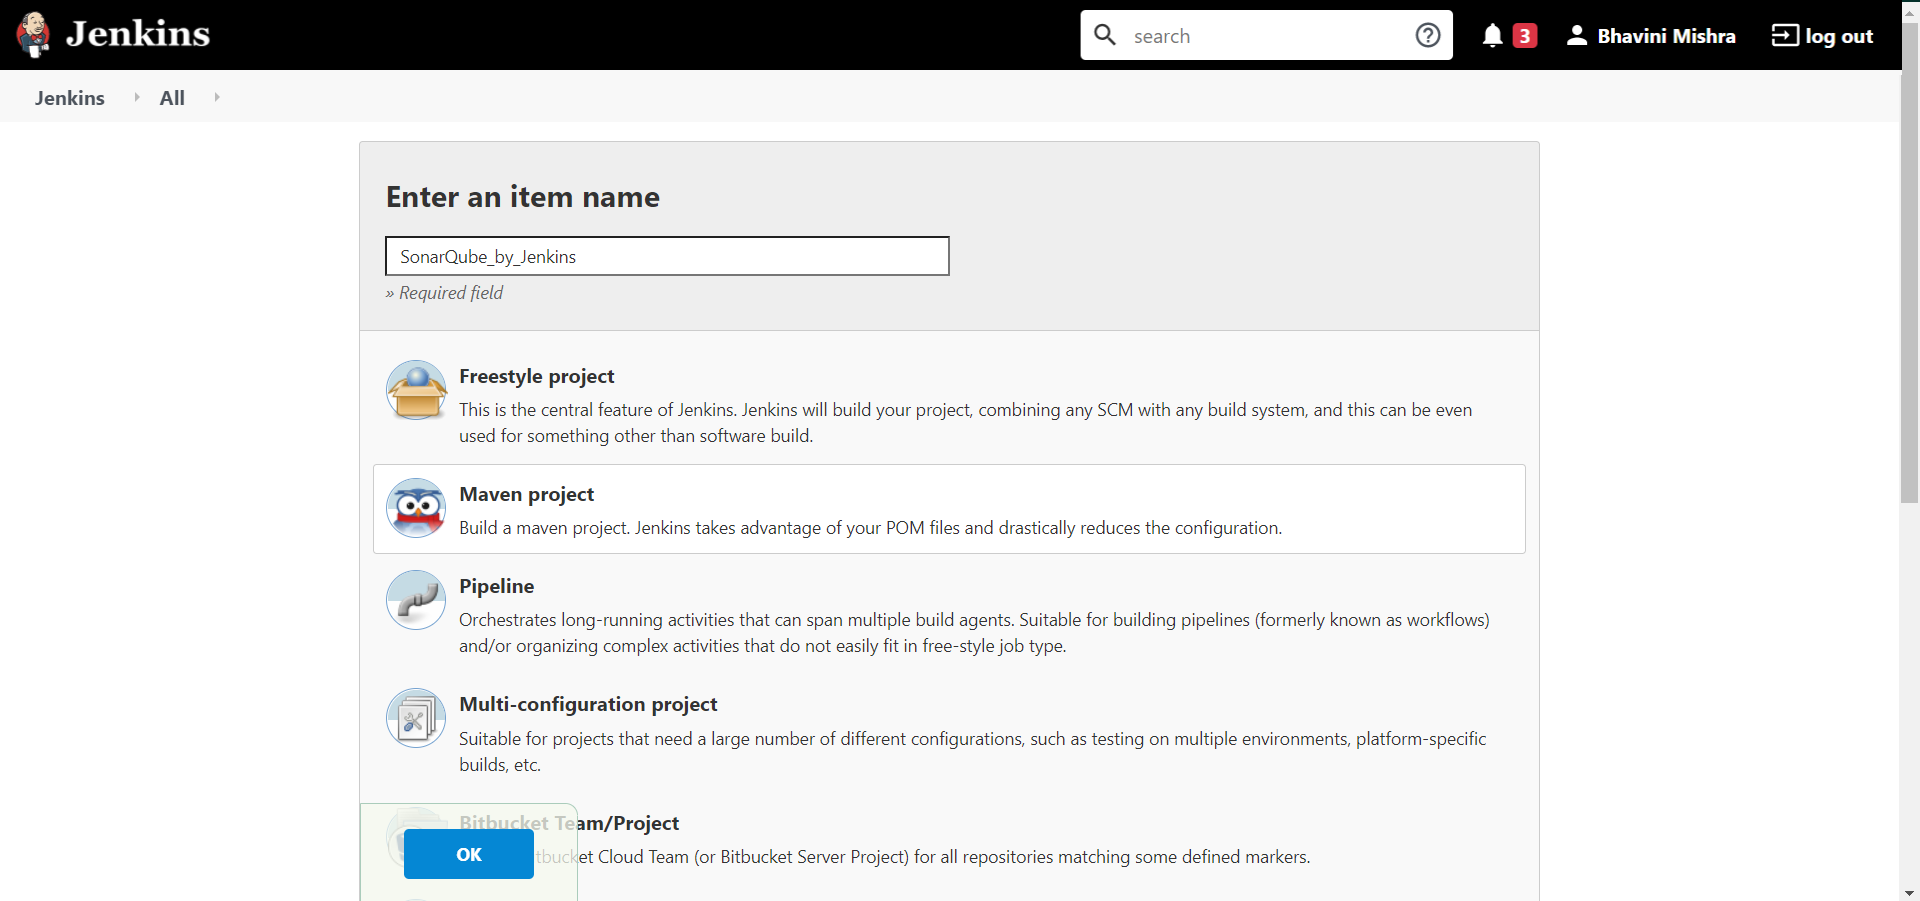 Jenkins
search
3
Bhavini Mishra
log out
Jenkins
All
Enter an item name
SonarQube_by_Jenkins
» Required field
Freestyle project
This is the central feature of Jenkins. Jenkins will build your project, combining any SCM with any build system, and this can be even
used for something other than software build.
Maven project
Build a maven project. Jenkins takes advantage of your POM files and drastically reduces the configuration.
Pipeline
Orchestrates long-running activities that can span multiple build agents. Suitable for building pipelines (formerly known as workflows)
and/or organizing complex activities that do not easily fit in free-style job type.
Multi-configuration project
Suitable for projects that need a large number of different configurations, such as testing on multiple environments, platform-specific
builds, etc.
Bitbucket Team/Project
OK
tbucket Cloud Team (or Bitbucket Server Project) for all repositories matching some defined markers.